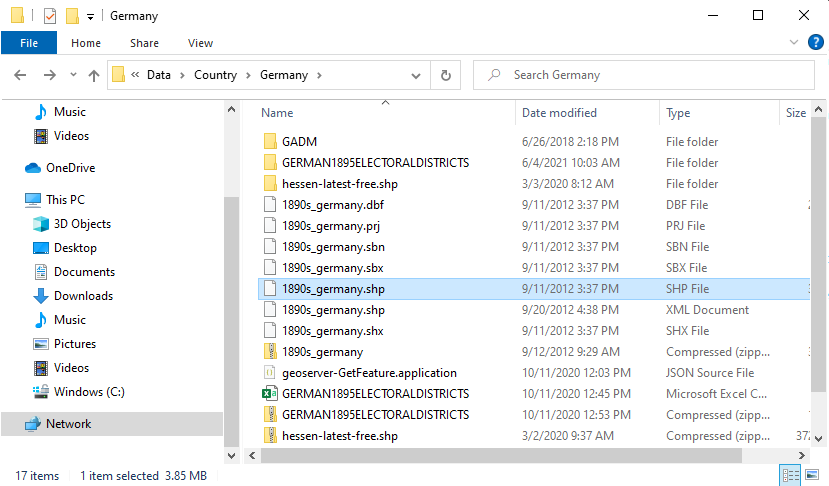 Germany
File Home Share View
« Data > Country > Germany > Search Germany
Name Date modified Type Size
Music
Videos
OneDrive
This PC
3D Objects
Desktop
Documents
Downloads
Music
Pictures
Videos
Windows (C:)
Network
GADM 6/26/2018 2:18 PM File folder
GERMAN1895ELECTORALDISTRICTS 6/4/2021 10:03 AM File folder
hessen-latest-free.shp 3/3/2020 8:12 AM File folder
1890s_germany.dbf 9/11/2012 3:37 PM DBF File
1890s_germany.prj 9/11/2012 3:37 PM PRJ File
1890s_germany.sbn 9/11/2012 3:37 PM SBN File
1890s_germany.sbx 9/11/2012 3:37 PM SBX File
1890s_germany.shp 9/11/2012 3:37 PM SHP File
1890s_germany.shp 9/20/2012 4:38 PM XML Document
1890s_germany.shx 9/11/2012 3:37 PM SHX File
1890s_germany 9/12/2012 9:29 AM Compressed (zipp...
geoserver-GetFeature.application 10/11/2020 12:03 PM JSON Source File
GERMAN1895ELECTORALDISTRICTS 10/11/2020 12:45 PM Microsoft Excel C...
GERMAN1895ELECTORALDISTRICTS 10/11/2020 12:53 PM Compressed (zipp...
hessen-latest-free.shp 3/2/2020 9:37 AM Compressed (zipp... 372
17 items 1 item selected 3.85 MB